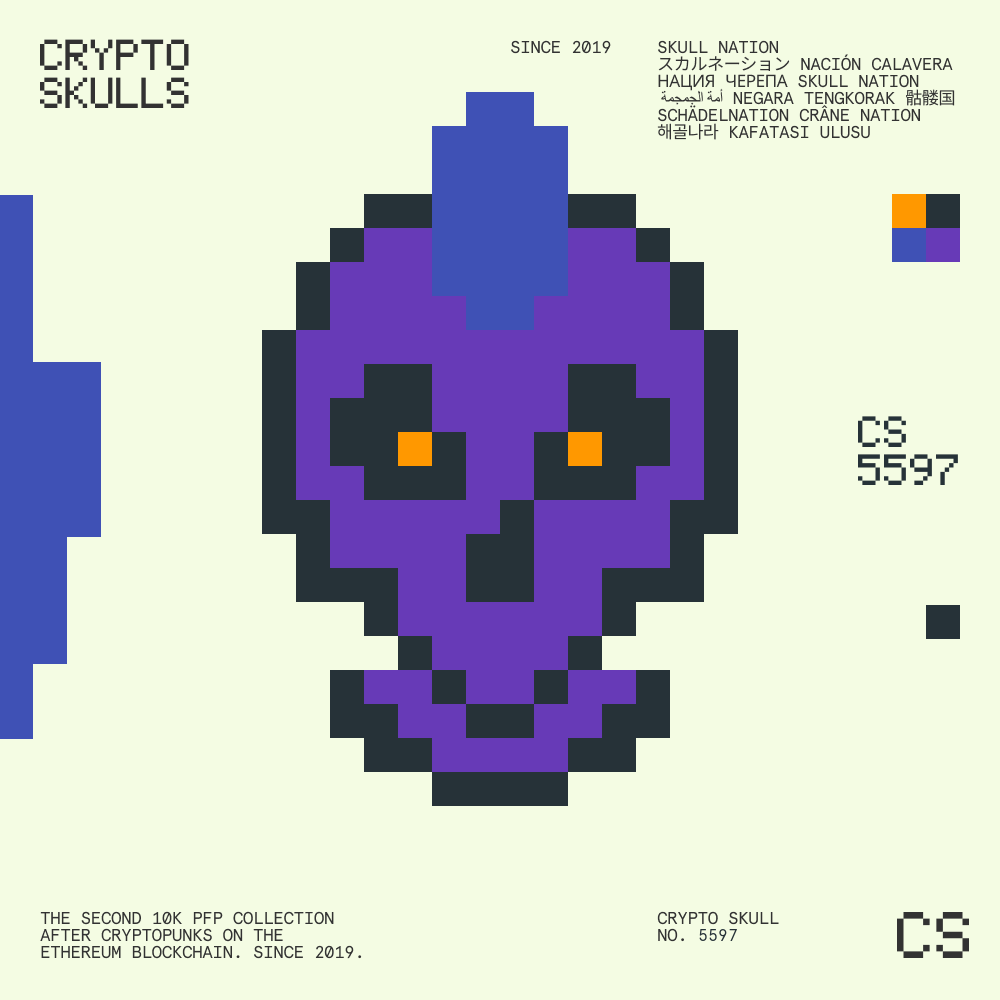 CRYPTO
SKULLS
SINCE 2019
SKULL NATION
スカルネーション NACIÓN CALAVERA
НАЦИЯ ЧЕРЕПА SKULL NATION
أمة الجمجمة NEGARA TENGKORAK 骷髅国
SCHÄDELNATION CRÂNE NATION
해골나라 KAFATASI ULUSU
CS
5597
THE SECOND 10K PFP COLLECTION
AFTER CRYPTOPUNKS ON THE
ETHEREUM BLOCKCHAIN. SINCE 2019.
CRYPTO SKULL
NO. 5597
CS